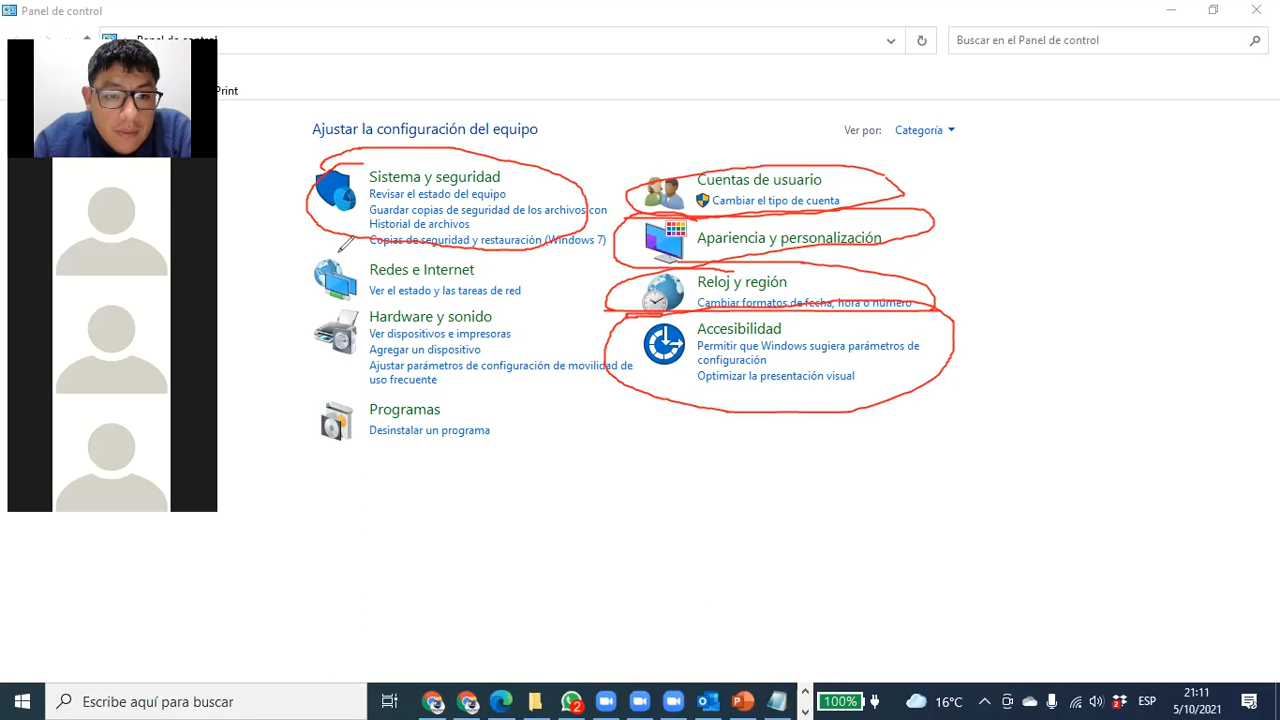 Panel de control
Buscar en el Panel de control
Print
Ajustar la configuración del equipo
Ver por:
Categoría
Sistema y seguridad
Revisar el estado del equipo
Guardar copias de seguridad de los archivos con
Historial de archivos
Copias de seguridad y restauración (Windows 7)
Redes e Internet
Ver el estado y las tareas de red
Hardware y sonido
Ver dispositivos e impresoras
Agregar un dispositivo
Ajustar parámetros de configuración de movilidad de
uso frecuente
Programas
Desinstalar un programa
Cuentas de usuario
Cambiar el tipo de cuenta
Apariencia y personalización
Reloj y región
Cambiar formatos de fecha, hora o número
Accesibilidad
Permitir que Windows sugiera parámetros de
configuración
Optimizar la presentación visual
Escribe aquí para buscar
2
100%
16°C
ESP
21:11
5/10/2021